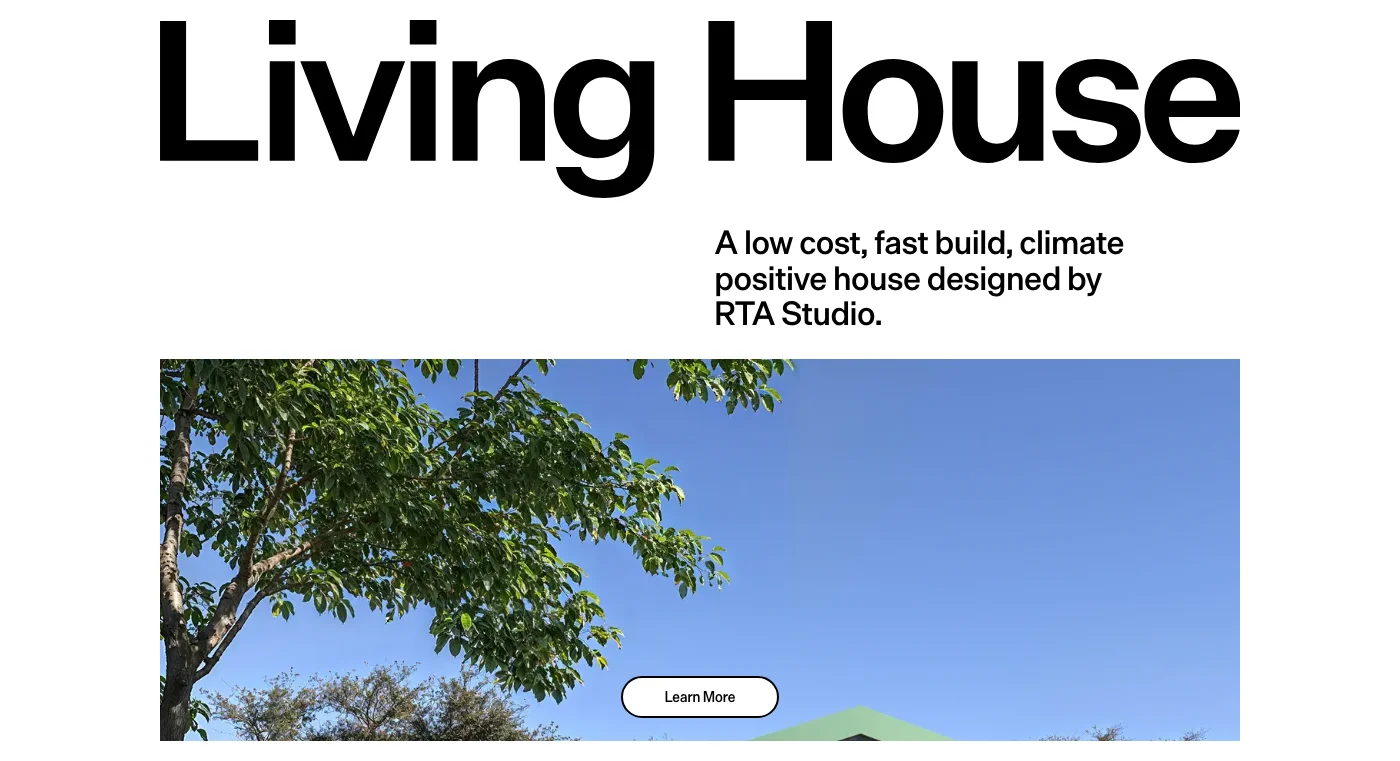 Living House
A low cost, fast build, climate
positive house designed by
RTA Studio.
Learn More